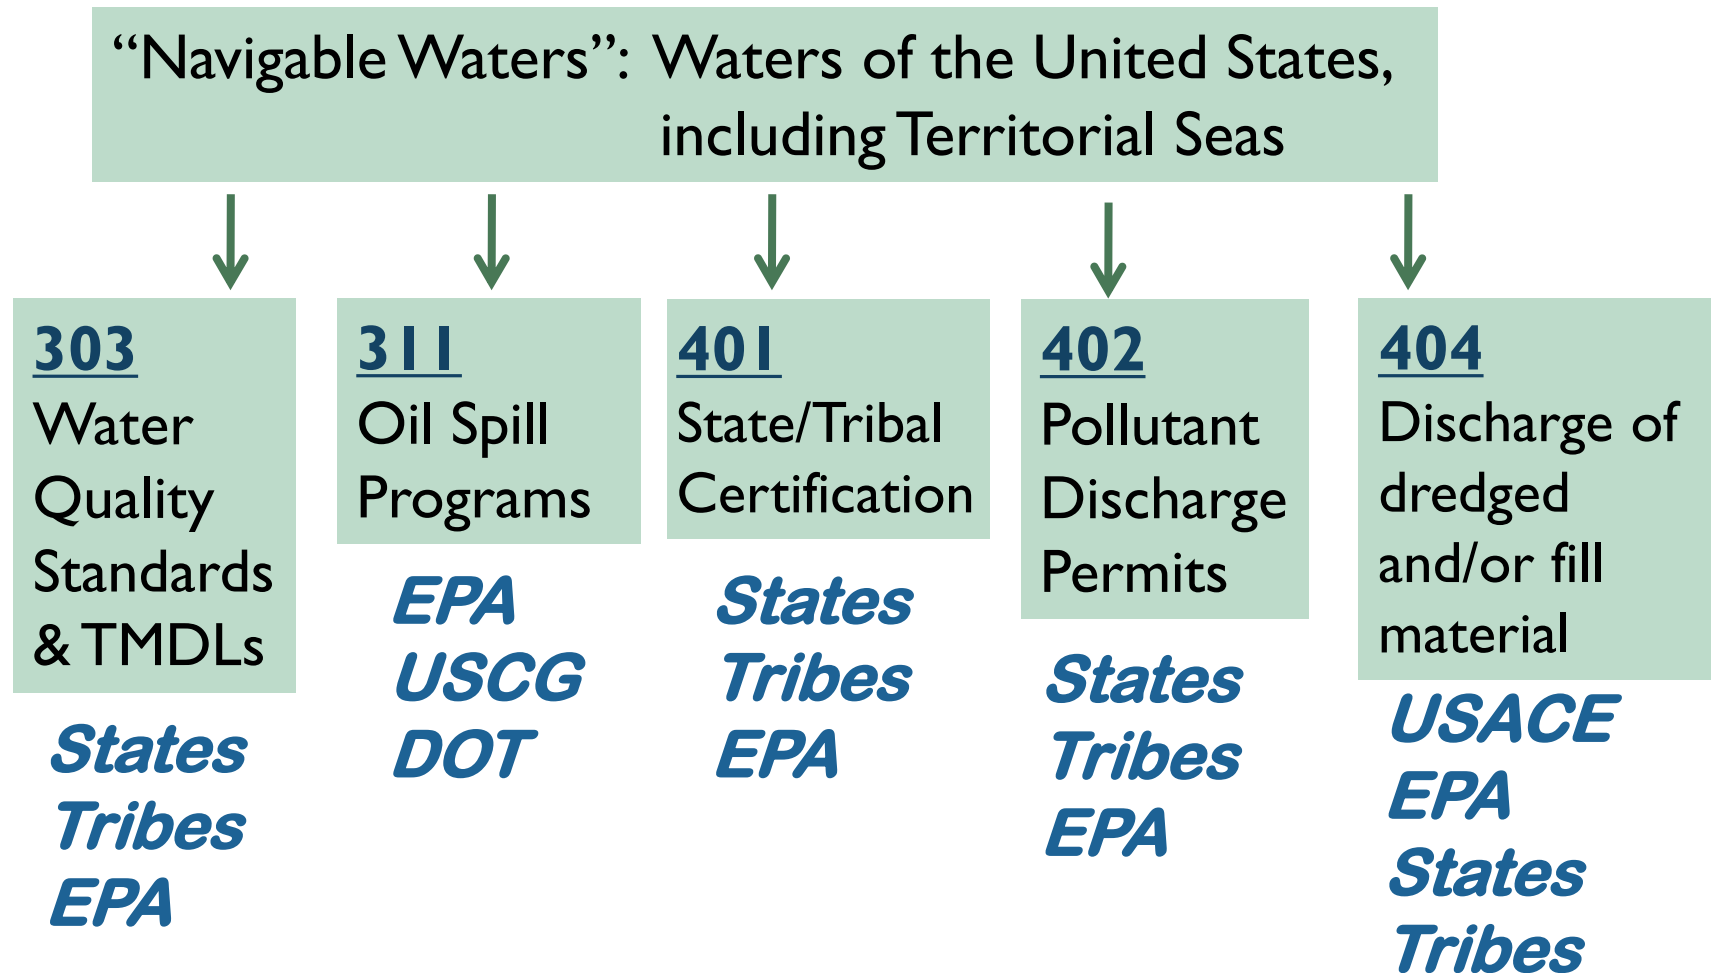 “Navigable Waters”: Waters of the United States,
including Territorial Seas
303
Water
Quality
Standards
& TMDLs
States
Tribes
EPA
311
Oil Spill
Programs
EPA
USCG
DOT
401
State/Tribal
Certification
States
Tribes
EPA
402
Pollutant
Discharge
Permits
States
Tribes
EPA
404
Discharge of
dredged
and/or fill
material
USACE
EPA
States
Tribes